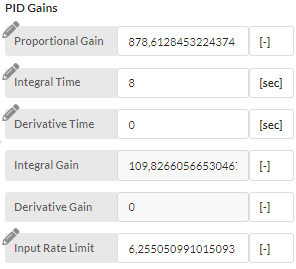 PID Gains
Proportional Gain 878,6128453224374 [-]
Integral Time 8 [sec]
Derivative Time 0 [sec]
Integral Gain 109,8266056653046 [-]
Derivative Gain 0 [-]
Input Rate Limit 6,255050991015093 [-]